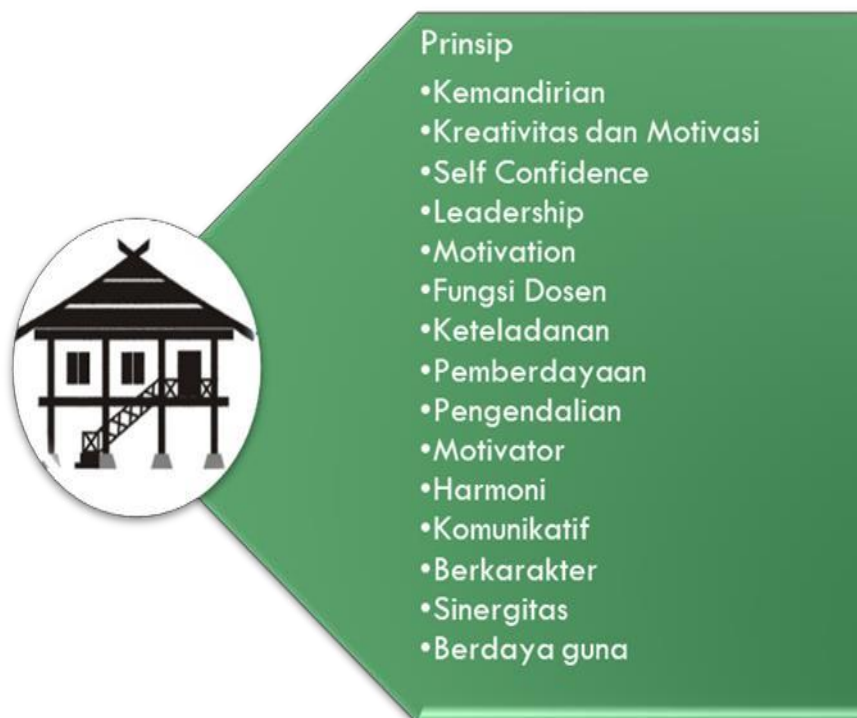 Prinsip
•Kemandirian
•Kreativitas dan Motivasi
•Self Confidence
•Leadership
•Motivation
•Fungsi Dosen
•Keteladanan
•Pemberdayaan
•Pengendalian
•Motivator
•Harmoni
•Komunikatif
•Berkarakter
•Sinergitas
•Berdaya guna